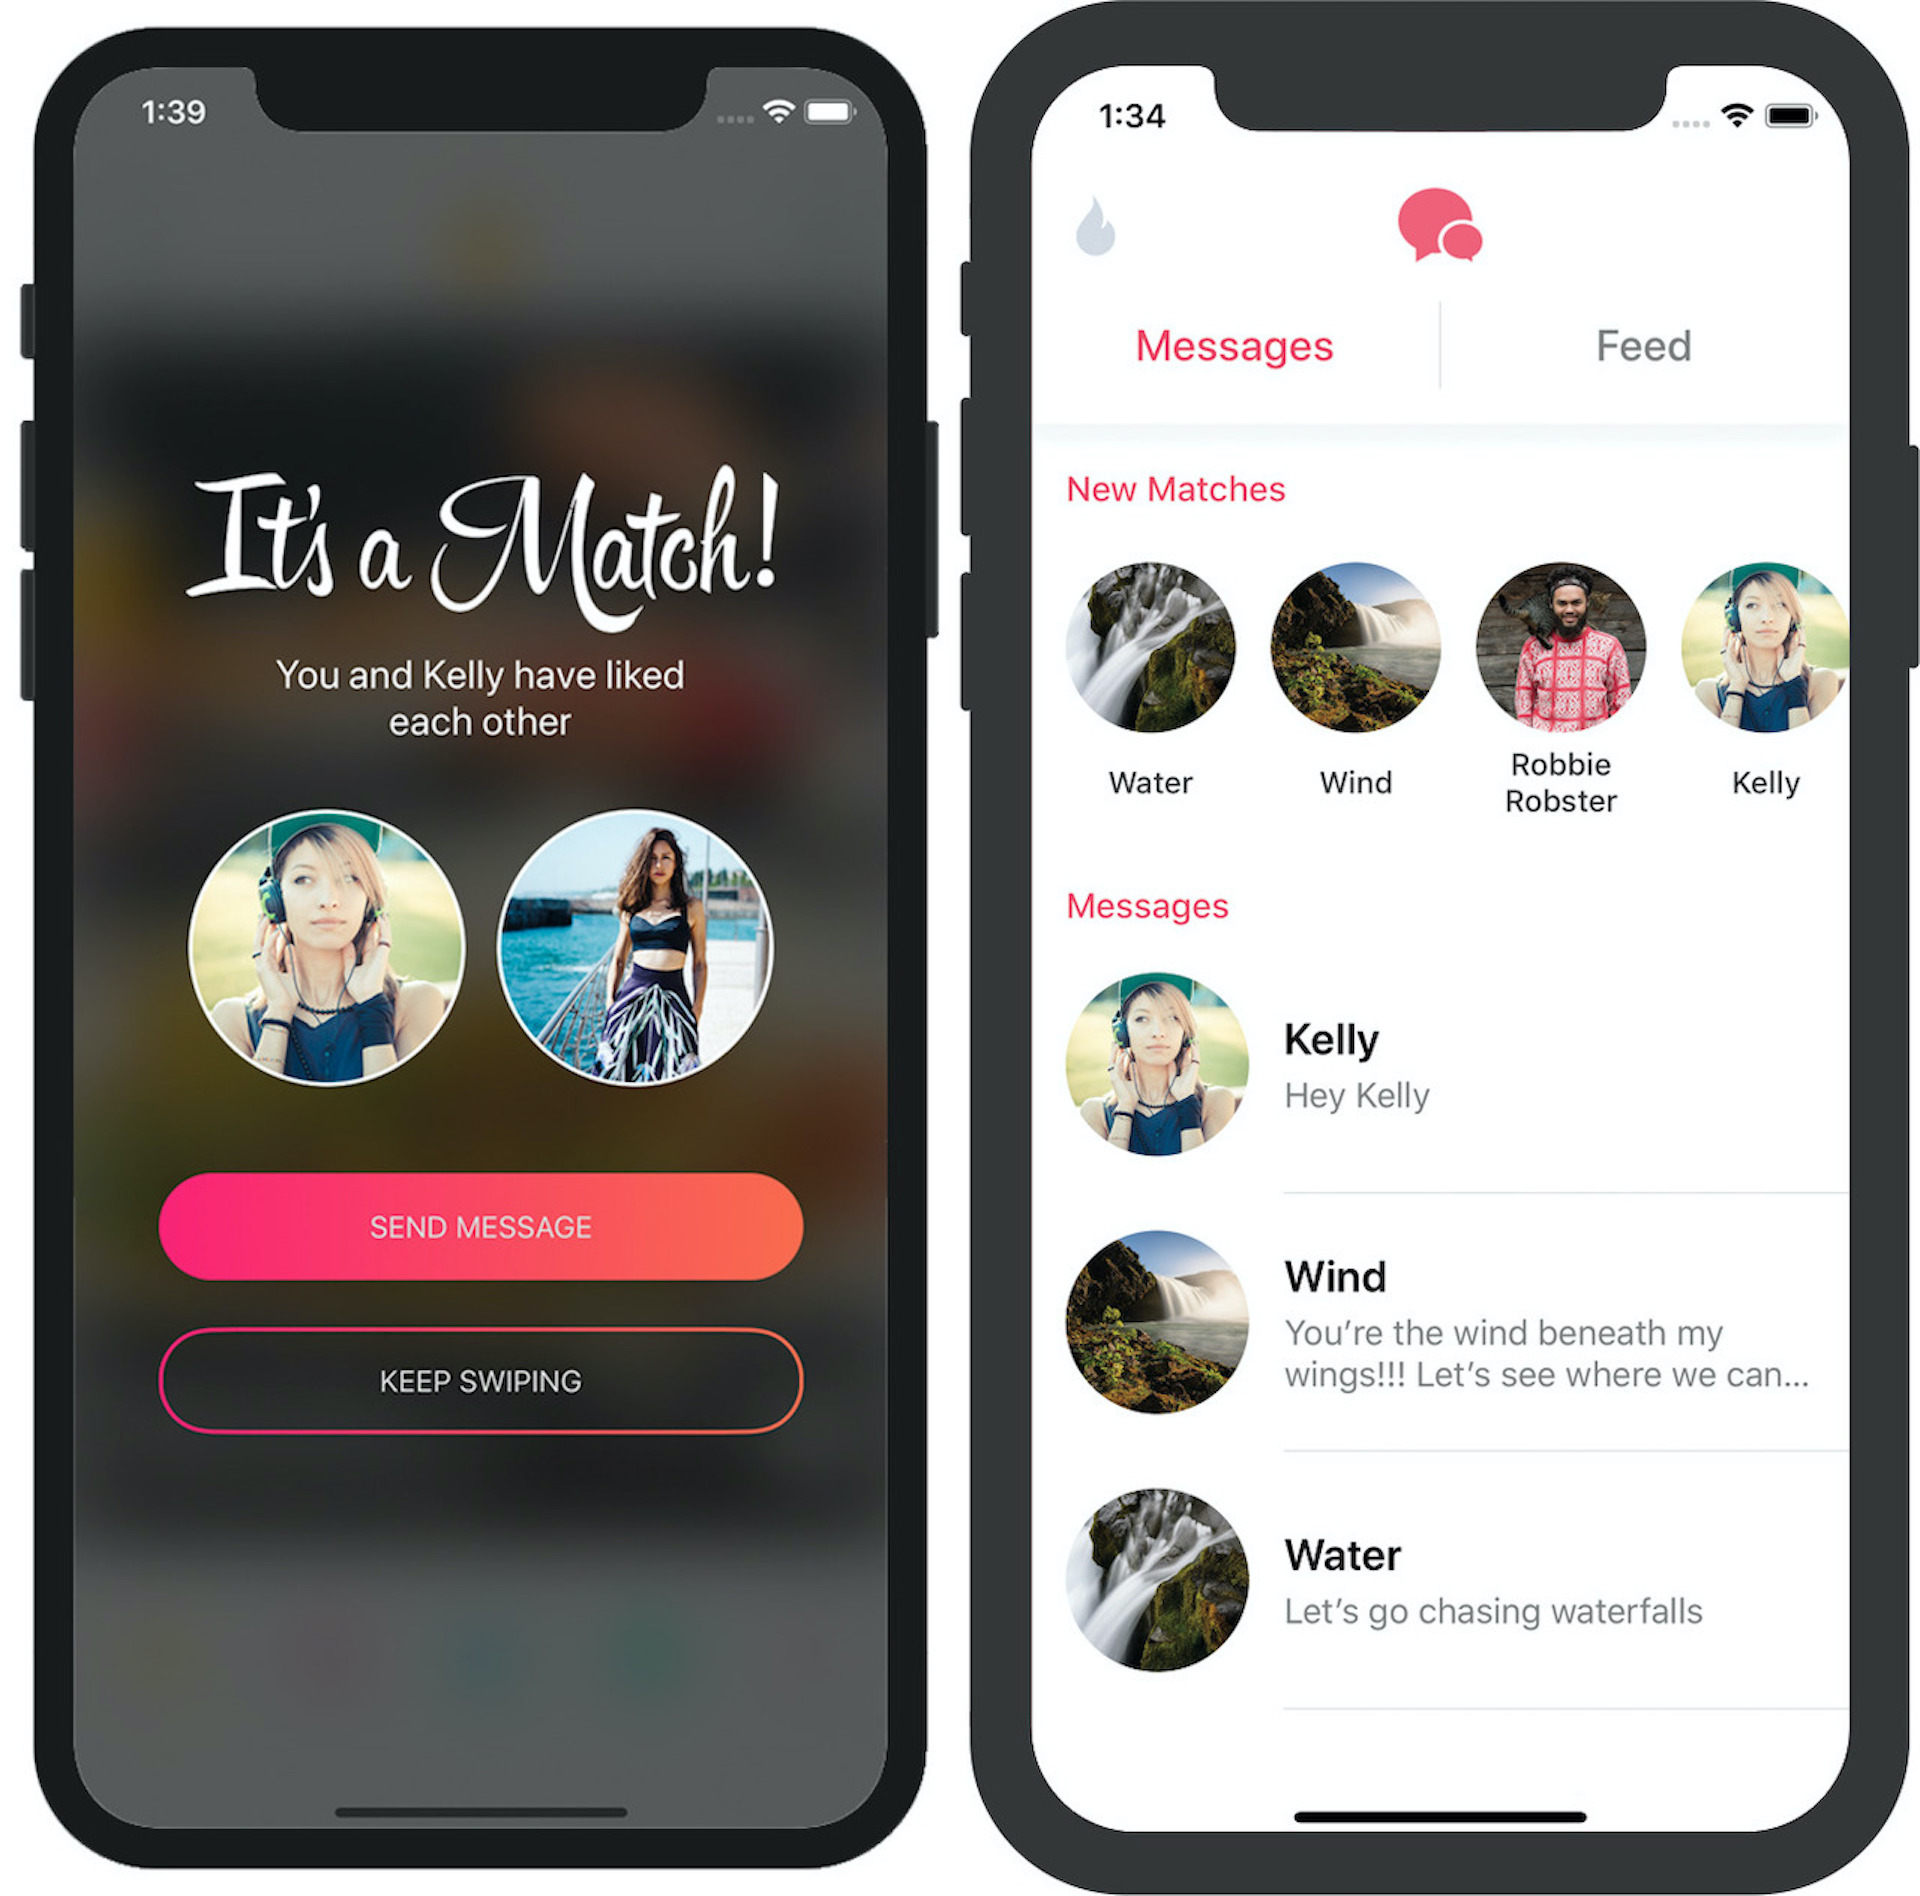 1:39
It's a Match!
You and Kelly have liked
each other
SEND MESSAGE
KEEP SWIPING
1:34
Messages
Feed
New Matches
Water
Wind
Robbie
Robster
Kelly
Messages
Kelly
Hey Kelly
Wind
You’re the wind beneath my
wings!!! Let’s see where we can...
Water
Let’s go chasing waterfalls